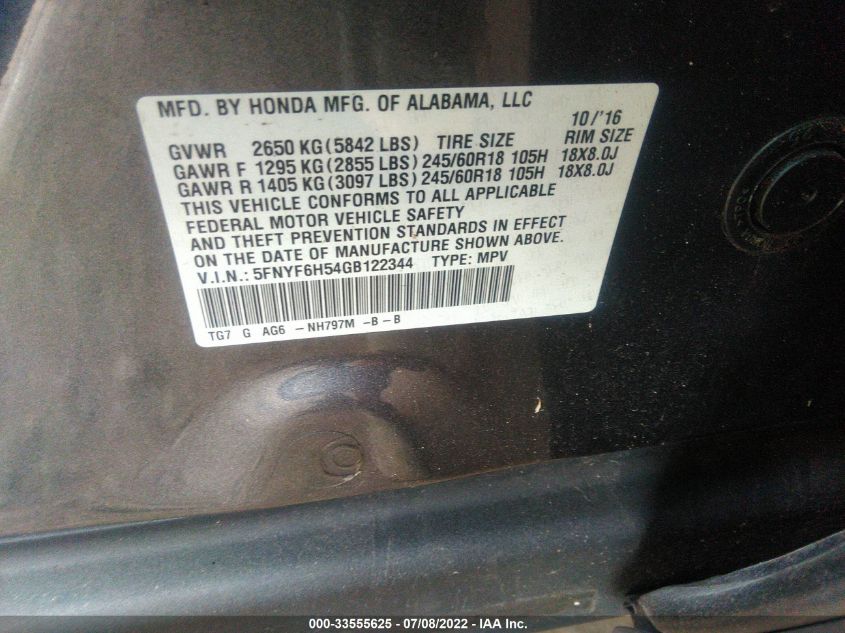 MFD. BY HONDA MFG. OF ALABAMA, LLC
10/'16
GVWR 2650 KG (5842 LBS) TIRE SIZE RIM SIZE
GAWR F 1295 KG (2855 LBS) 245/60R18 105H 18X8.0J
GAWR R 1405 KG (3097 LBS) 245/60R18 105H 18X8.0J
THIS VEHICLE CONFORMS TO ALL APPLICABLE
FEDERAL MOTOR VEHICLE SAFETY
AND THEFT PREVENTION STANDARDS IN EFFECT
ON THE DATE OF MANUFACTURE SHOWN ABOVE.
V.I.N.: 5FNYF6H54GB122344 TYPE: MPV
TG7 G AG6 -NH797M -B-B
000-33555625 - 07/08/2022 - IAA Inc.